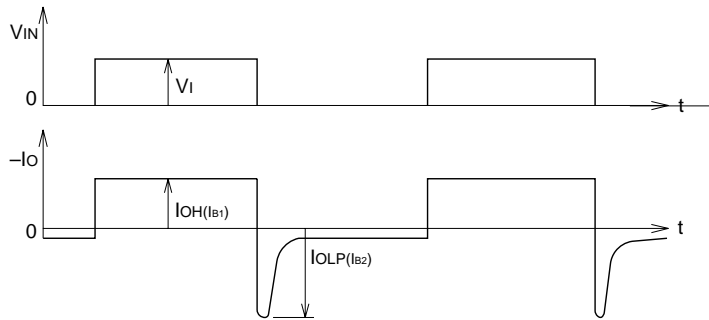 VIN
VI
0
t
–IO
IOH(IB1)
0
t
IOLP(IB2)